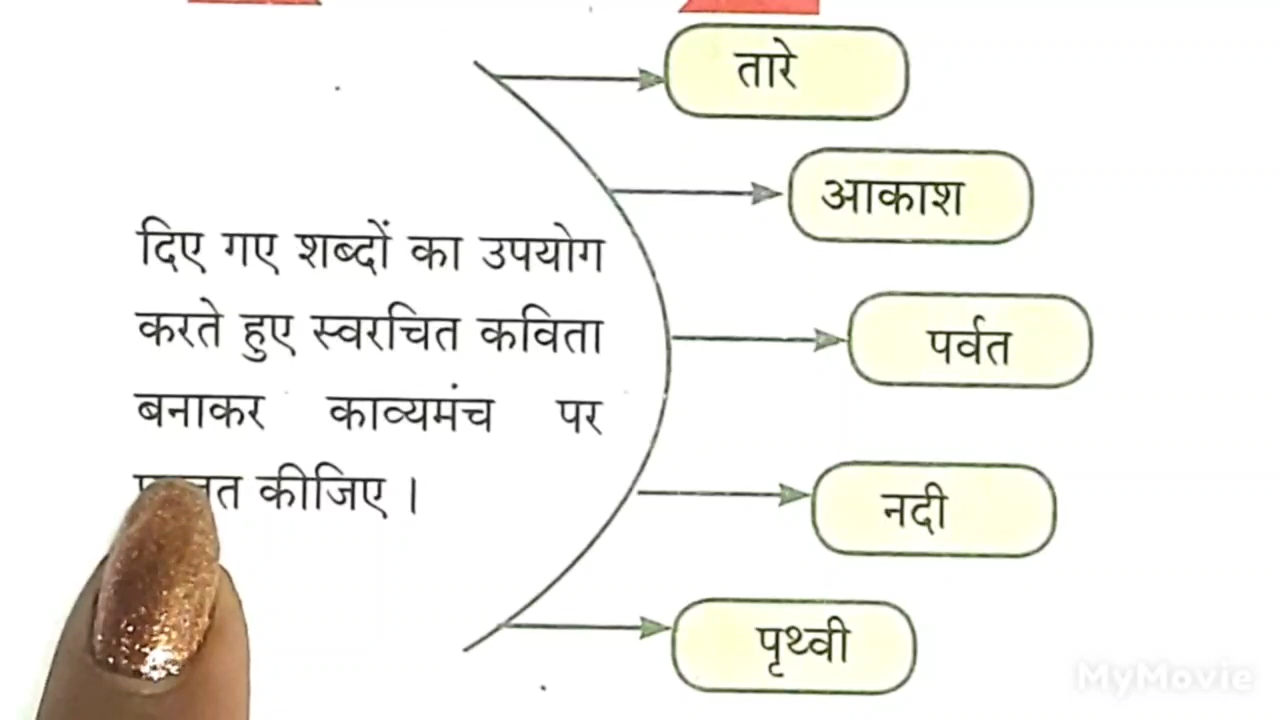 तारे
आकाश
दिए गए शब्दों का उपयोग
करते हुए स्वरचित कविता
बनाकर काव्यमंच पर
कीजिए ।
पर्वत
नदी
पृथ्वी
MyMovie